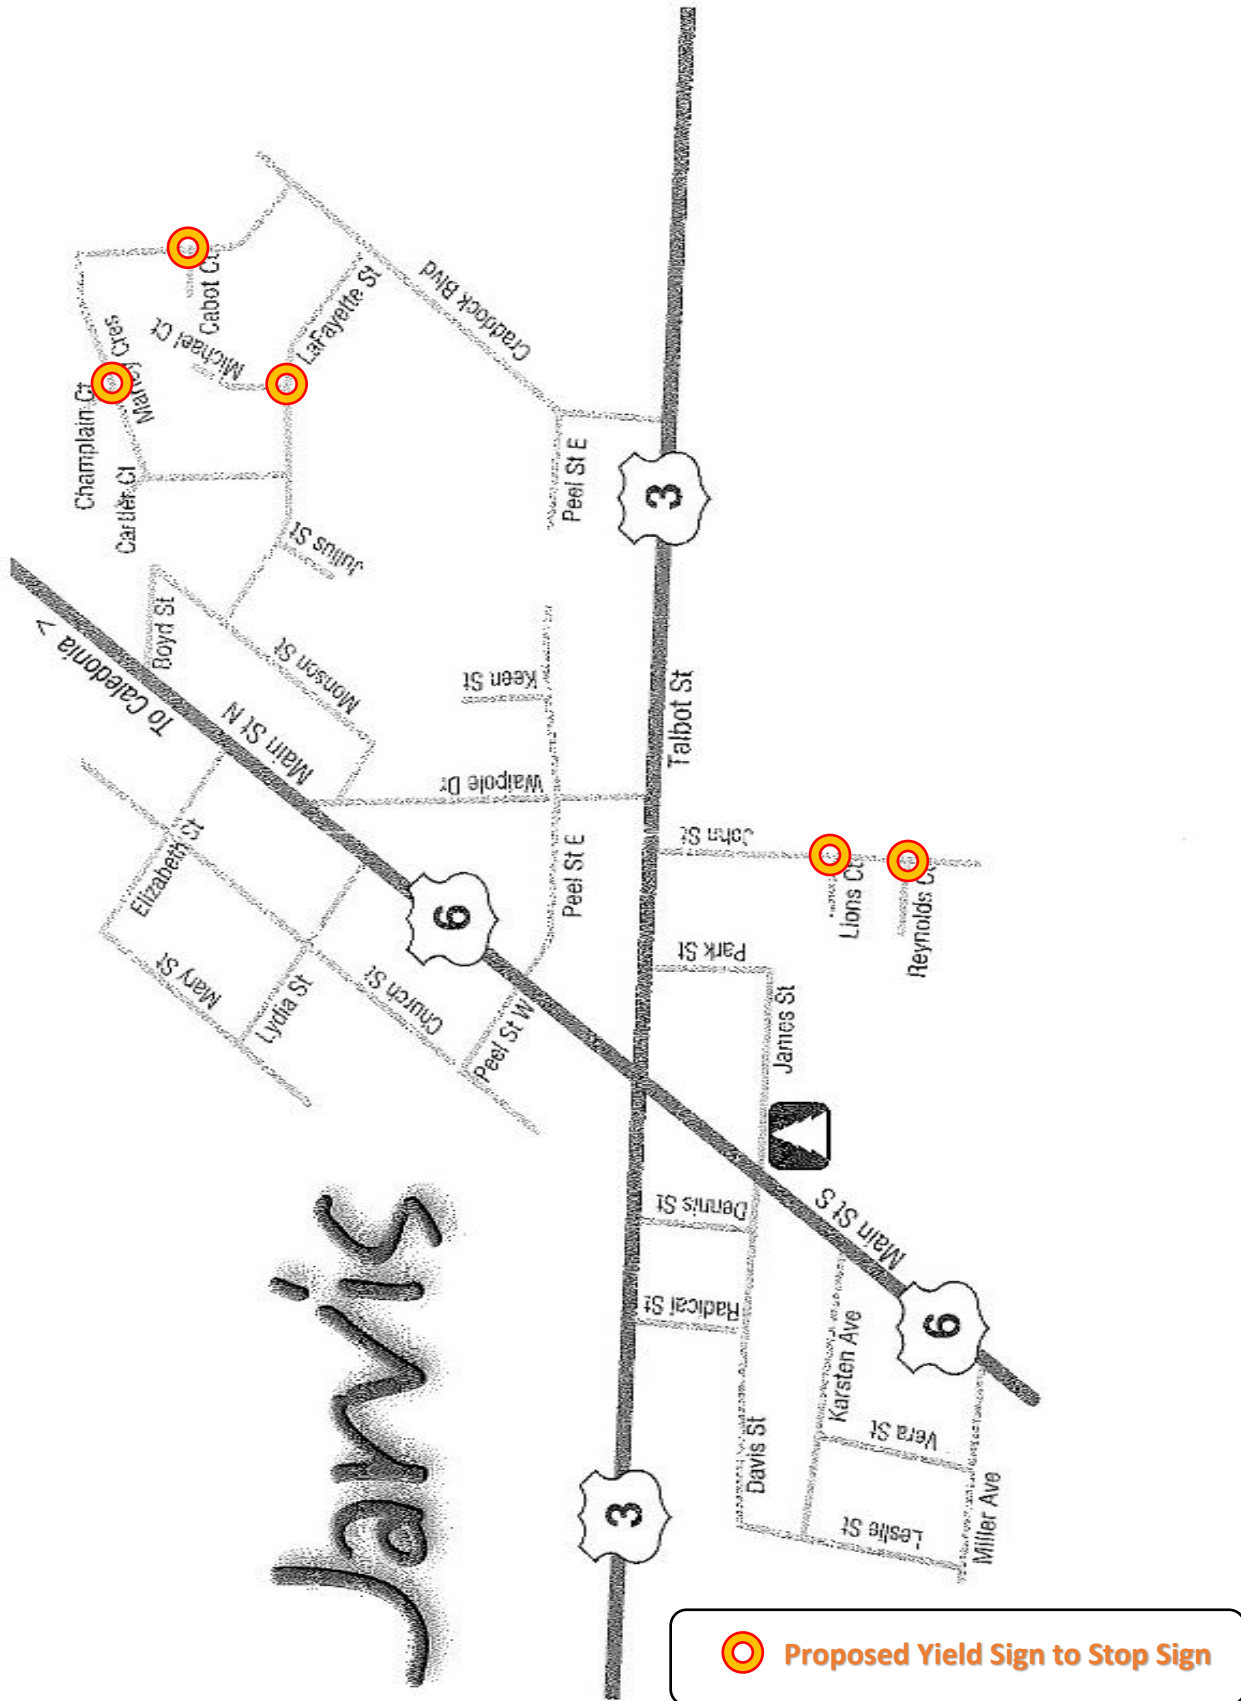 Craddock Blvd
Cabot Ct
Michael Ct
LaFayette St
Champlain Ct
Cartier Ct
Julius St
Peel St E
3
To Caledonia >
Boyd St
Monson St
Main St N
Keen St
Talbot St
Walpole Dr
Elizabeth St
6
Peel St E
John St
Lions Ct
Reynolds Ct
Mary St
Lydia St
Church St
Peel St W
Park St
James St
Jarvis
Dennis St
Main St S
Radical St
6
Karsten Ave
Vera St
Davis St
3
Leslie St
Miller Ave
Proposed Yield Sign to Stop Sign